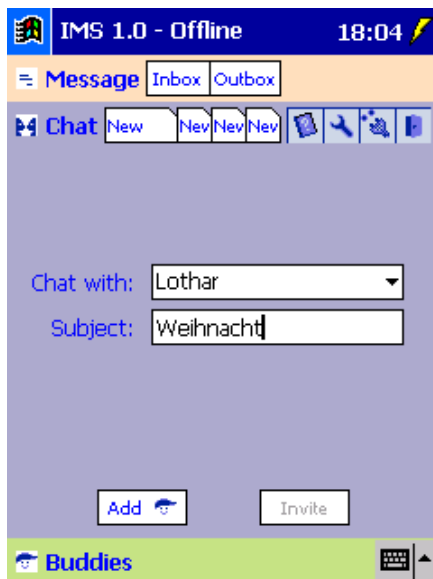 IMS 1.0 - Offline 18:04
Message Inbox Outbox
Chat New Nev Nev Nev
Chat with: Lothar
Subject: Weihnacht
Add Invite
Buddies